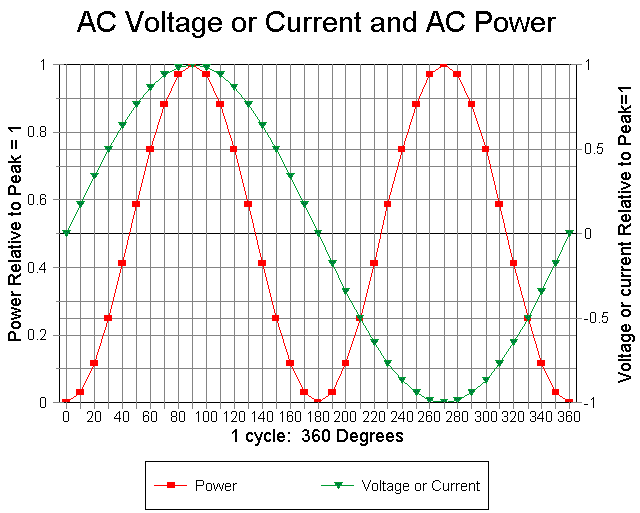 AC Voltage or Current and AC Power
Power Relative to Peak = 1
1
0.8
0.6
0.4
0.2
0
1
0.5
0
-0.5
-1
Voltage or current Relative to Peak=1
0 20 40 60 80 100 120 140 160 180 200 220 240 260 280 300 320 340 360
1 cycle: 360 Degrees
Power Voltage or Current